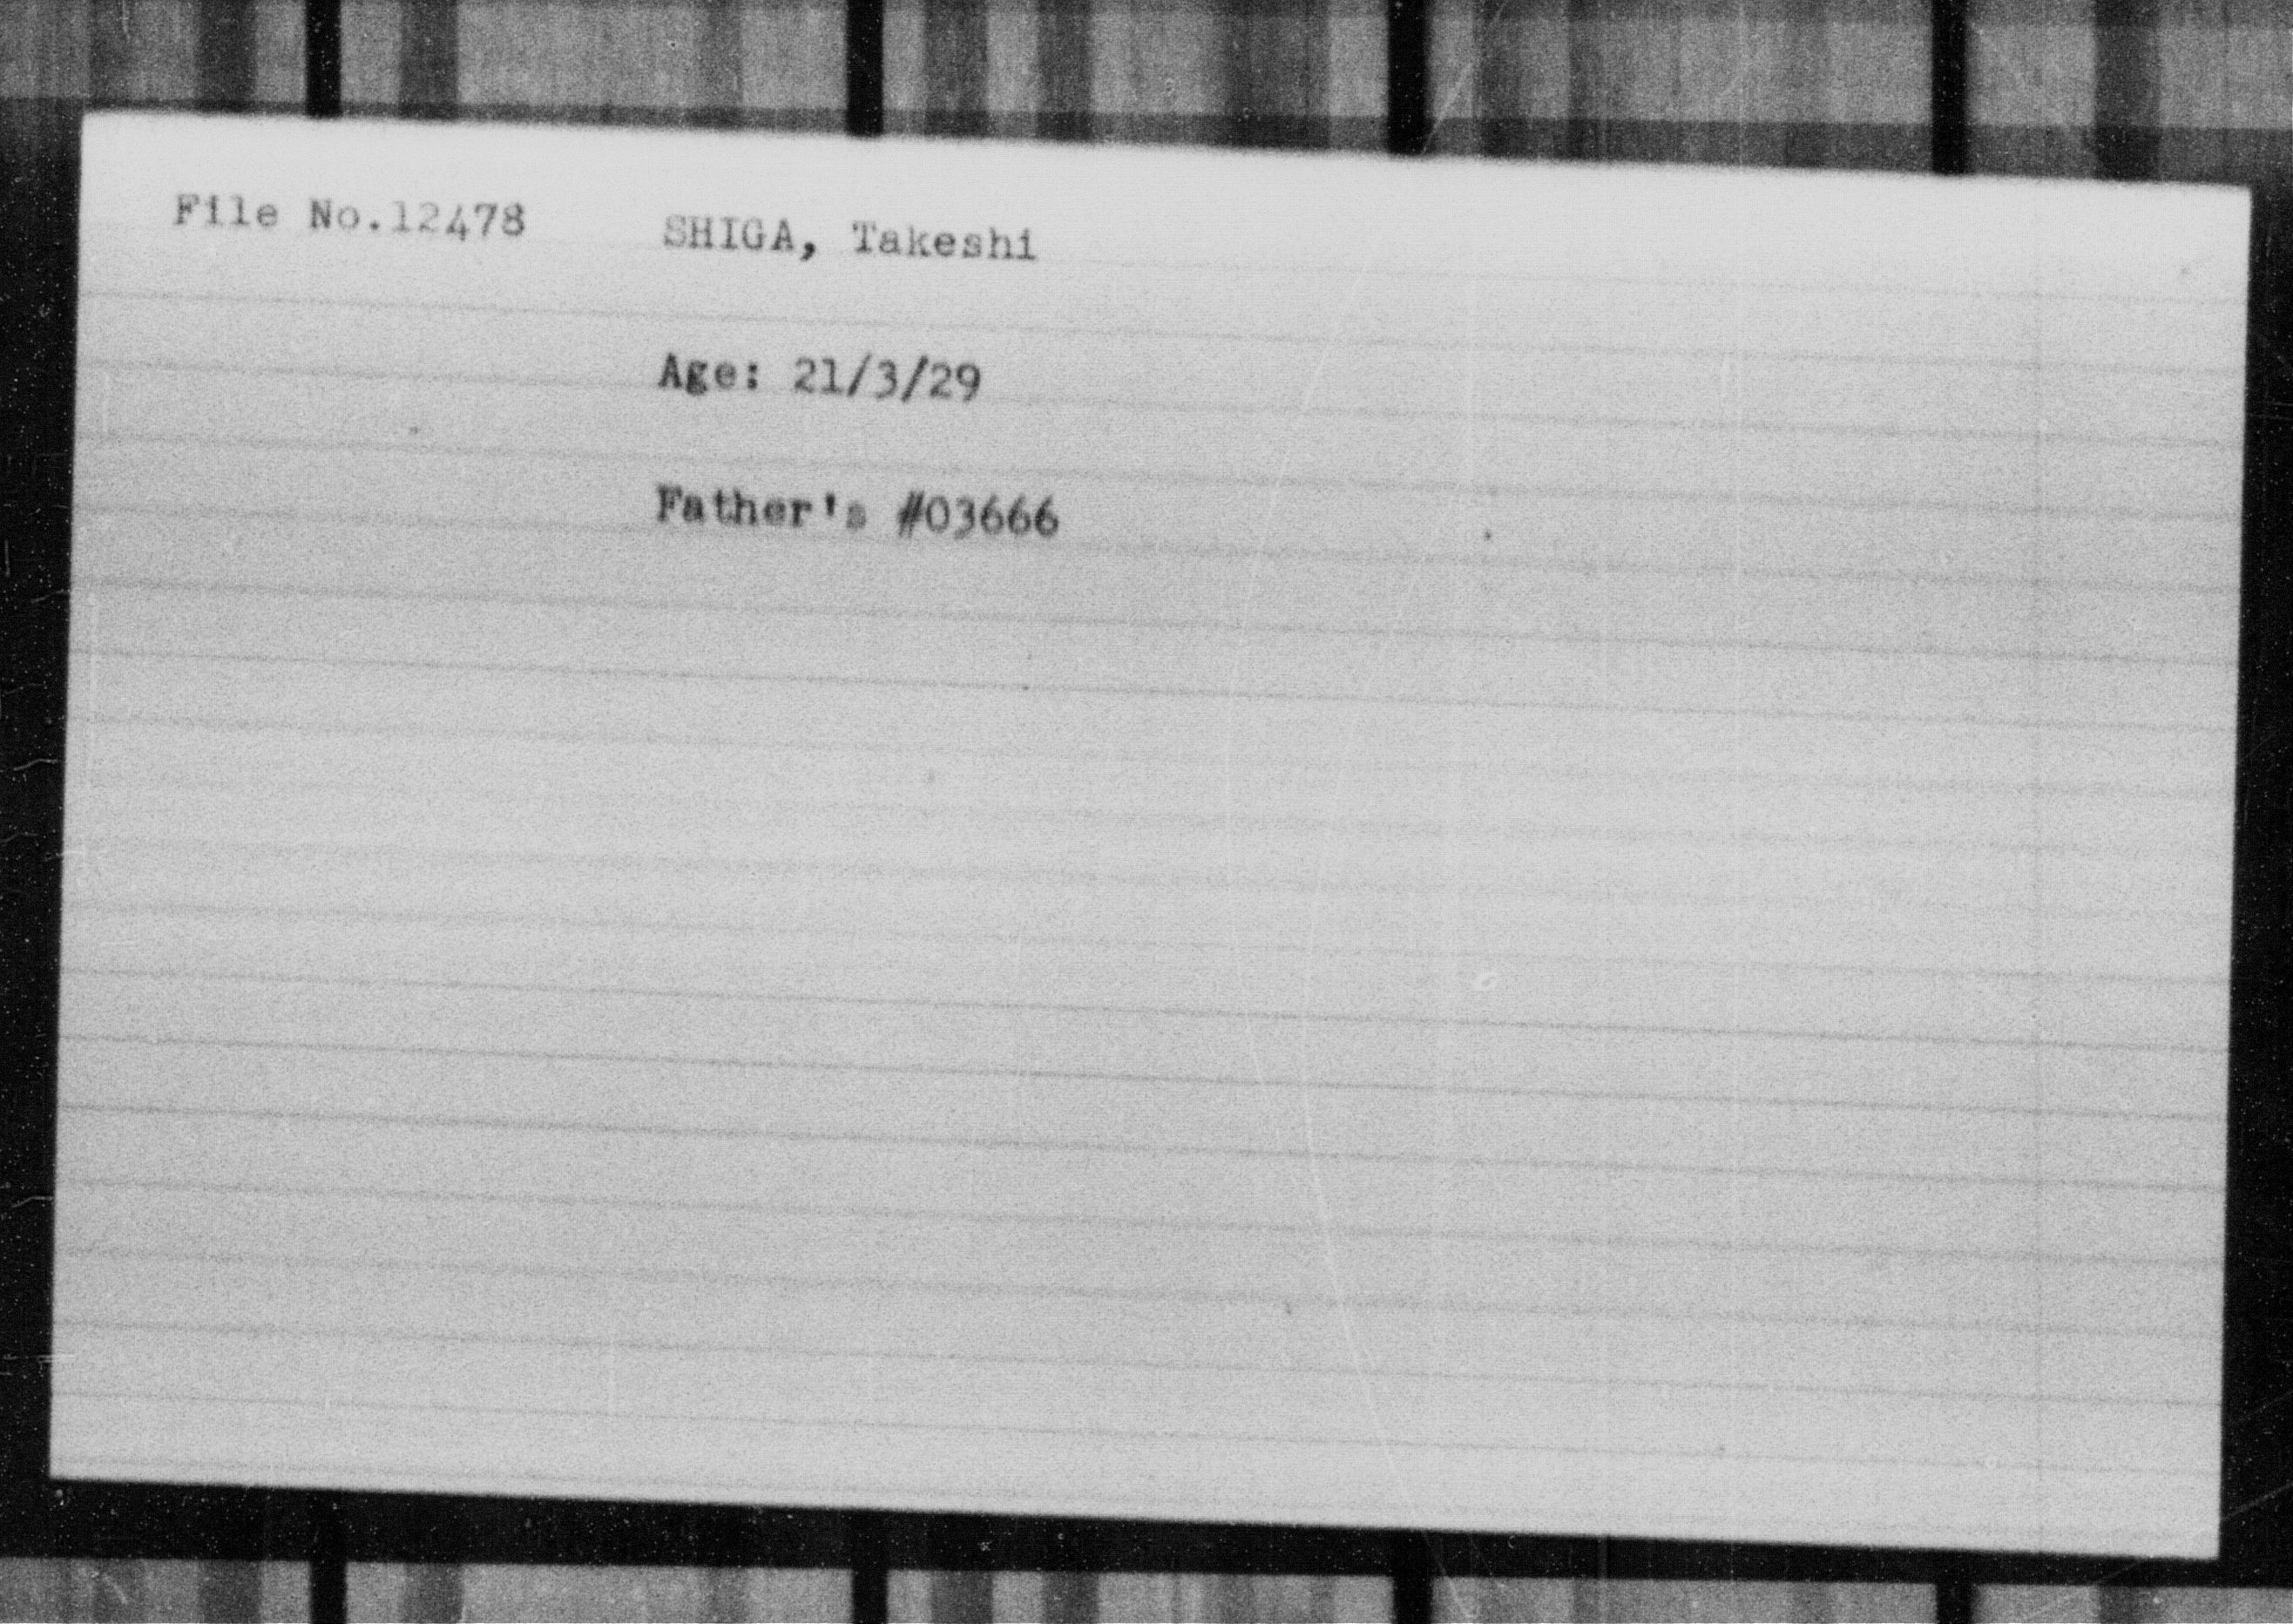 File No.12478 SHIGA, Takeshi
Age: 21/3/29
Father's #03666